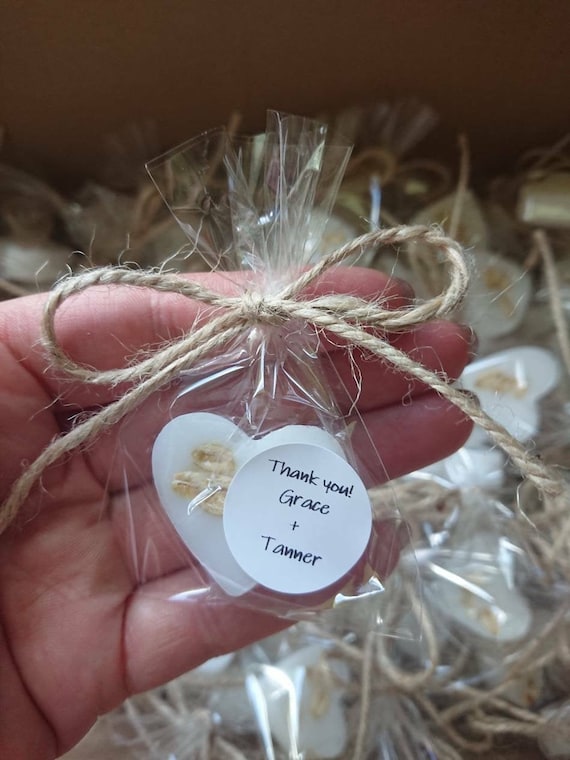 Thank you!
Grace
+
Tanner